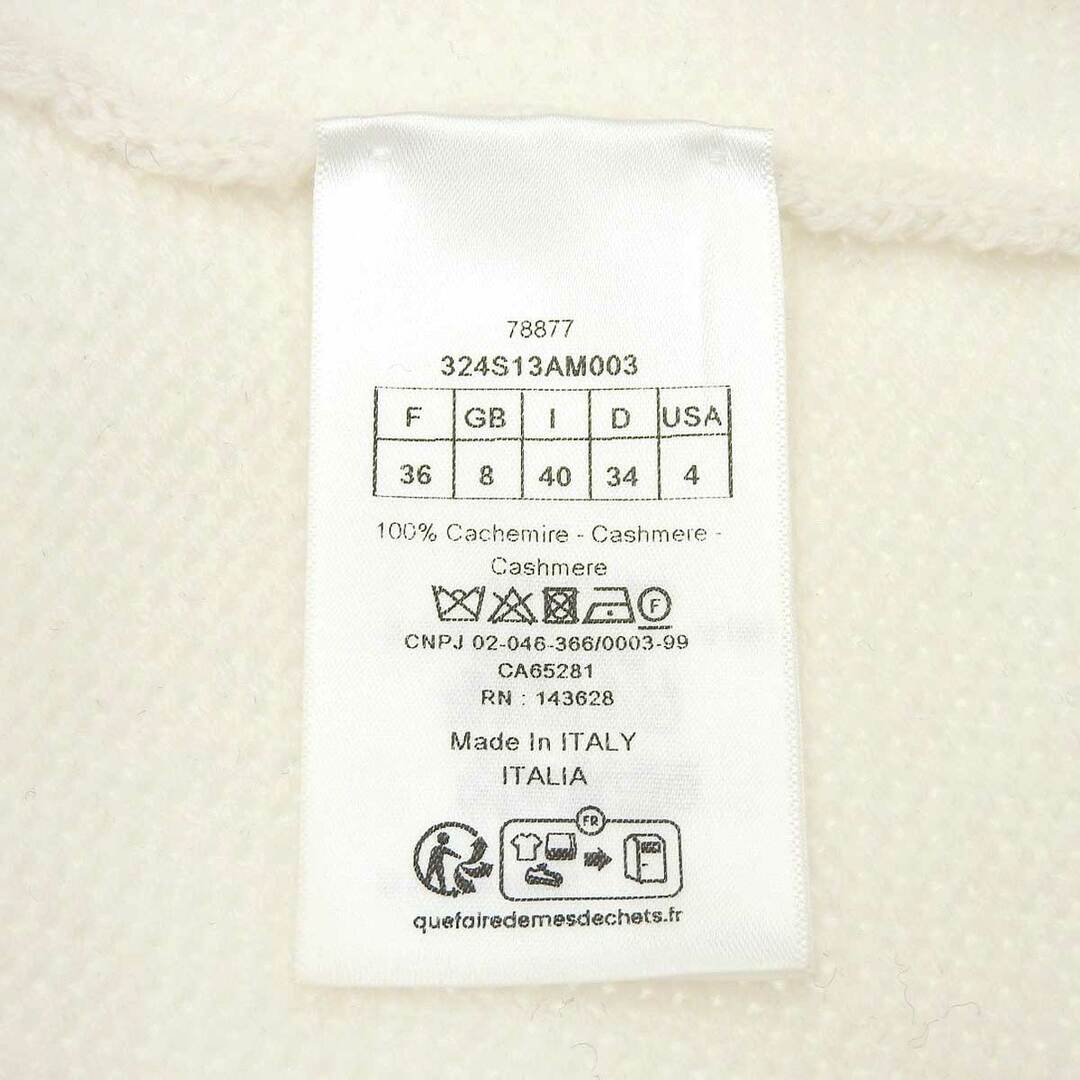 78877
324S13AM003
F GB I D USA
36 8 40 34 4
100% Cachemire - Cashmere -
Cashmere
F
CNPJ 02-046-366/0003-99
CA65281
RN : 143628
Made In ITALY
ITALIA
FR
quefairedemesdechets.fr